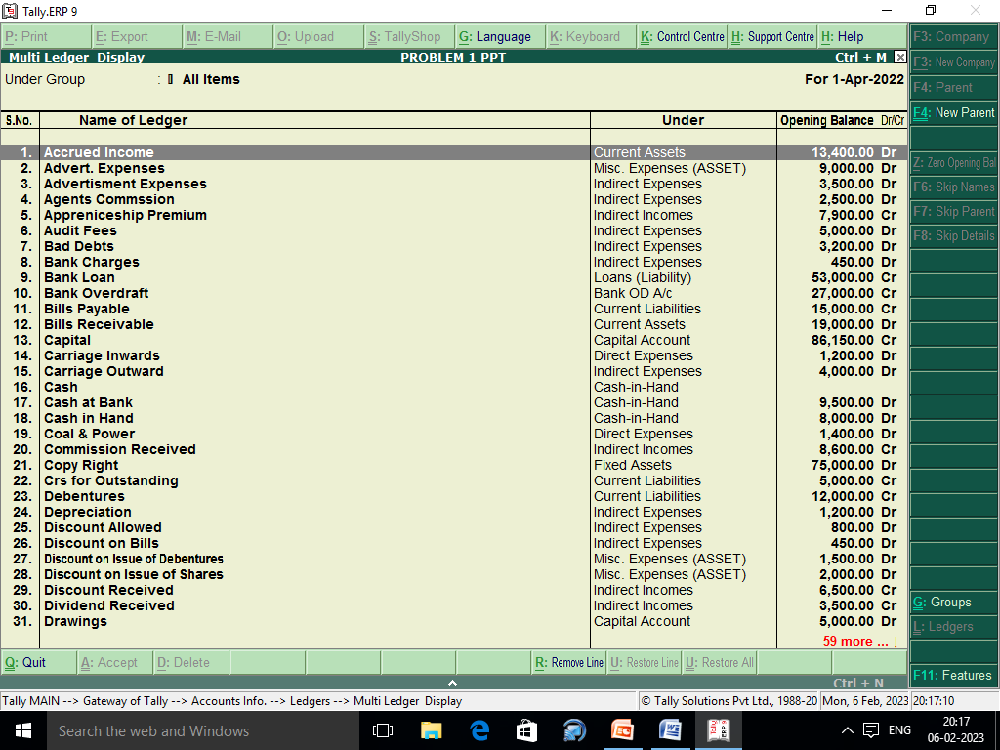 Tally.ERP 9
P: Print E: Export M: E-Mail O: Upload S: TallyShop G: Language K: Keyboard K: Control Centre H: Support Centre H: Help
F3: Company
Multi Ledger Display PROBLEM 1 PPT Ctrl + M
F3: New Company
Under Group : All Items For 1-Apr-2022
F4: Parent
F4: New Parent
S.No. Name of Ledger Under Opening Balance Dr/Cr
1. Accrued Income Current Assets 13,400.00 Dr
2. Advert. Expenses Misc. Expenses (ASSET) 9,000.00 Dr
Z: Zero Opening Bal
3. Advertisment Expenses Indirect Expenses 3,500.00 Dr
F6: Skip Names
4. Agents Commssion Indirect Expenses 2,500.00 Dr
5. Appreniceship Premium Indirect Incomes 7,900.00 Cr
F7: Skip Parent
6. Audit Fees Indirect Expenses 5,000.00 Dr
F8: Skip Details
7. Bad Debts Indirect Expenses 3,200.00 Dr
8. Bank Charges Indirect Expenses 450.00 Dr
9. Bank Loan Loans (Liability) 53,000.00 Cr
10. Bank Overdraft Bank OD A/c 27,000.00 Cr
11. Bills Payable Current Liabilities 15,000.00 Cr
12. Bills Receivable Current Assets 19,000.00 Dr
13. Capital Capital Account 86,150.00 Cr
14. Carriage Inwards Direct Expenses 1,200.00 Dr
15. Carriage Outward Indirect Expenses 4,000.00 Dr
16. Cash Cash-in-Hand
17. Cash at Bank Cash-in-Hand 9,500.00 Dr
18. Cash in Hand Cash-in-Hand 8,000.00 Dr
19. Coal & Power Direct Expenses 1,400.00 Dr
20. Commission Received Indirect Incomes 8,600.00 Cr
21. Copy Right Fixed Assets 75,000.00 Dr
22. Crs for Outstanding Current Liabilities 5,000.00 Cr
23. Debentures Current Liabilities 12,000.00 Cr
24. Depreciation Indirect Expenses 1,200.00 Dr
25. Discount Allowed Indirect Expenses 800.00 Dr
26. Discount on Bills Indirect Expenses 450.00 Dr
27. Discount on Issue of Debentures Misc. Expenses (ASSET) 1,500.00 Dr
28. Discount on Issue of Shares Misc. Expenses (ASSET) 2,000.00 Dr
29. Discount Received Indirect Incomes 6,500.00 Cr
30. Dividend Received Indirect Incomes 3,500.00 Cr
G: Groups
31. Drawings Capital Account 5,000.00 Dr
L: Ledgers
59 more ... ↓
Q: Quit A: Accept D: Delete R: Remove Line U: Restore Line U: Restore All
F11: Features
Ctrl + N
Tally MAIN --> Gateway of Tally --> Accounts Info. --> Ledgers --> Multi Ledger Display © Tally Solutions Pvt Ltd., 1988-20 Mon, 6 Feb, 2023 20:17:10
Search the web and Windows ENG 20:17
06-02-2023